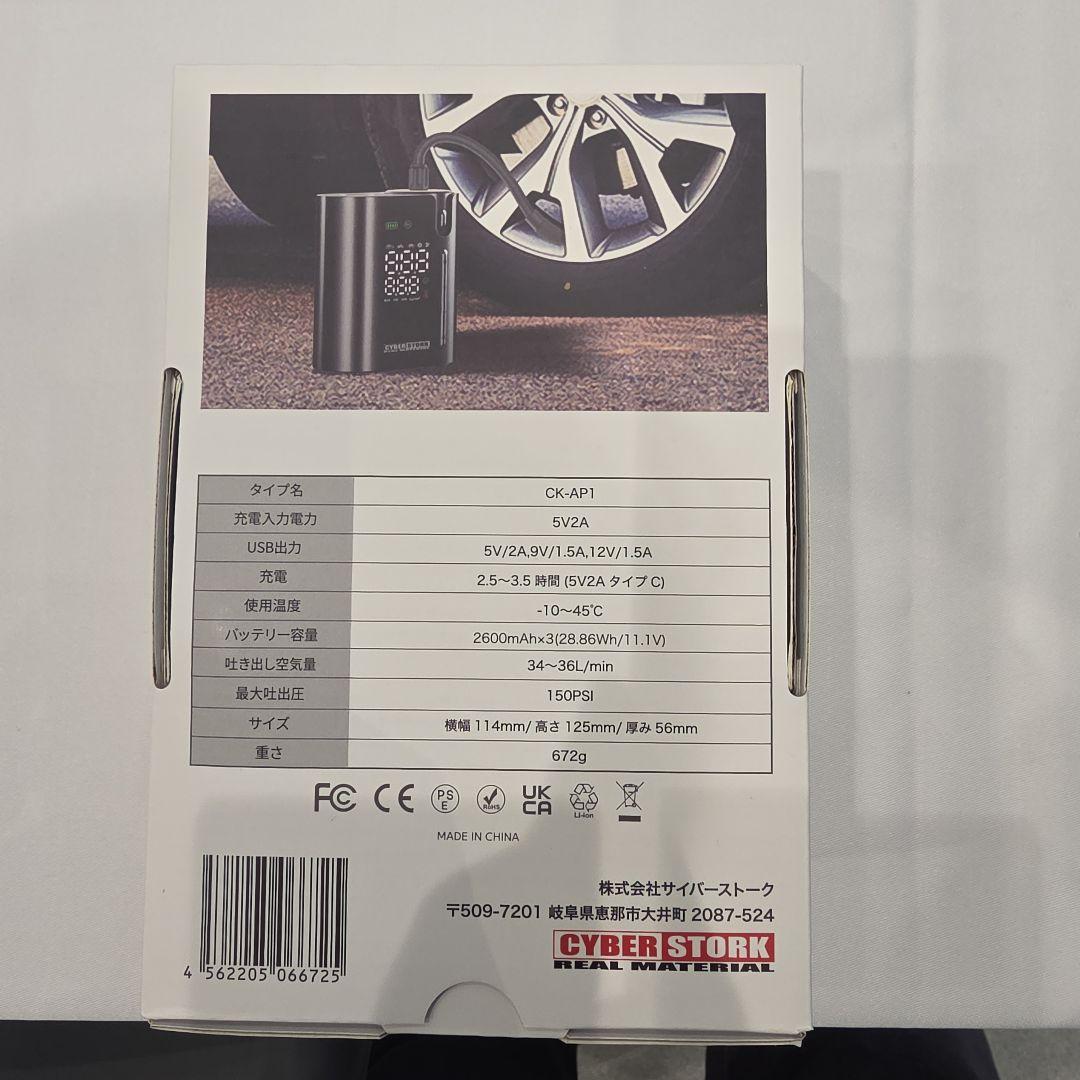 888
888
CYBER STORK
タイプ名 CK-AP1
充電入力電力 5V2A
USB出力 5V/2A,9V/1.5A,12V/1.5A
充電 2.5〜3.5 時間 (5V2A タイプ C)
使用温度 -10〜45℃
バッテリー容量 2600mAh×3(28.86Wh/11.1V)
吐き出し空気量 34〜36L/min
最大吐出圧 150PSI
サイズ 横幅 114mm/ 高さ 125mm/ 厚み 56mm
重さ 672g
FC CE PSE RoHS UKCA Li-ion
MADE IN CHINA
株式会社サイバーストーク
〒509-7201 岐阜県恵那市大井町 2087-524
CYBER STORK
REAL MATERIAL
4 562205 066725